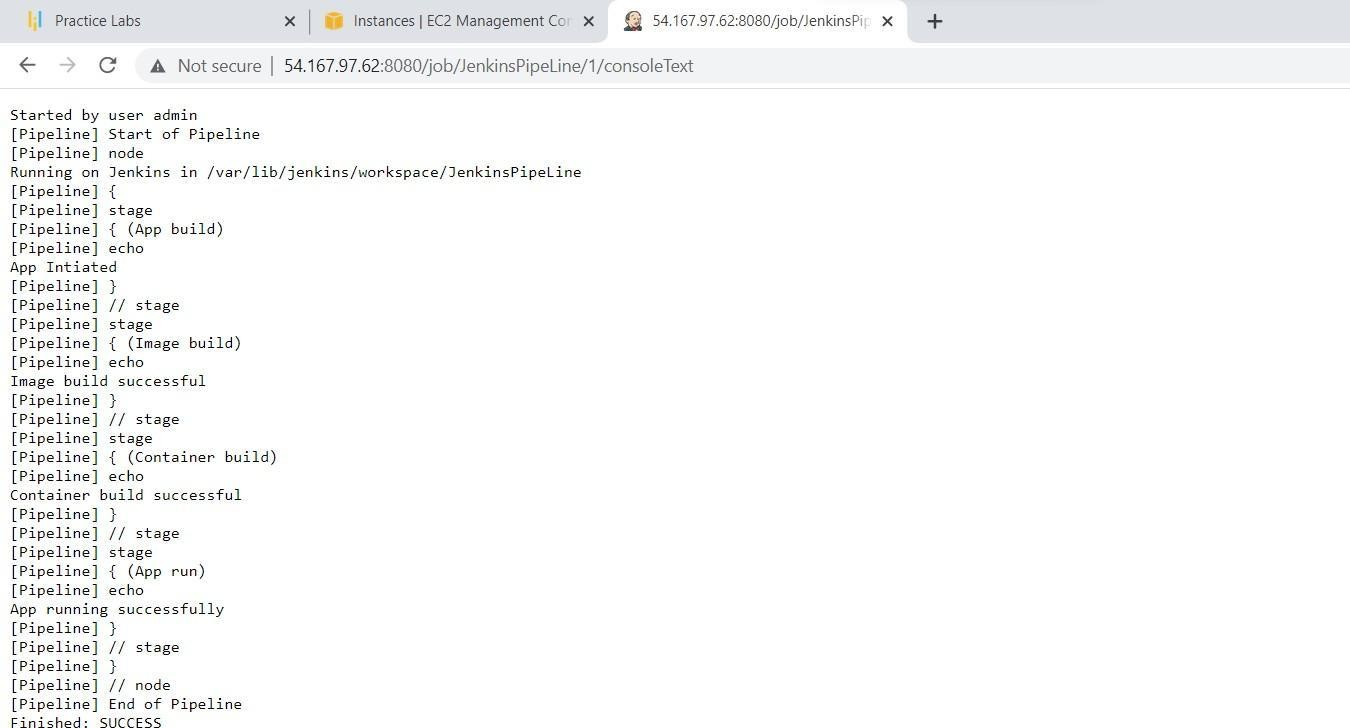 Practice Labs
Instances | EC2 Management Con
54.167.97.62:8080/job/JenkinsPip
Not secure | 54.167.97.62:8080/job/JenkinsPipeLine/1/consoleText
Started by user admin
[Pipeline] Start of Pipeline
[Pipeline] node
Running on Jenkins in /var/lib/jenkins/workspace/JenkinsPipeLine
[Pipeline] {
[Pipeline] stage
[Pipeline] { (App build)
[Pipeline] echo
App Intiated
[Pipeline] }
[Pipeline] // stage
[Pipeline] stage
[Pipeline] { (Image build)
[Pipeline] echo
Image build successful
[Pipeline] }
[Pipeline] // stage
[Pipeline] stage
[Pipeline] { (Container build)
[Pipeline] echo
Container build successful
[Pipeline] }
[Pipeline] // stage
[Pipeline] stage
[Pipeline] { (App run)
[Pipeline] echo
App running successfully
[Pipeline] }
[Pipeline] // stage
[Pipeline] }
[Pipeline] // node
[Pipeline] End of Pipeline
Finished: SUCCESS